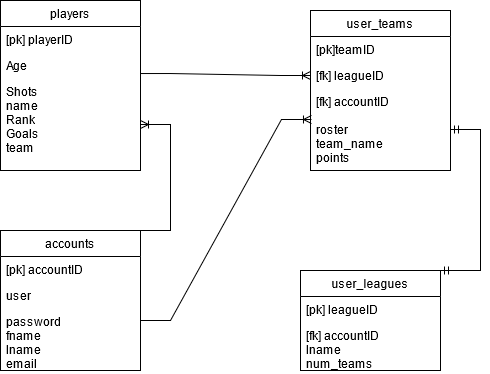 players
[pk] playerID
Age
Shots
name
Rank
Goals
team
user_teams
[pk]teamID
[fk] leagueID
[fk] accountID
roster
team_name
points
accounts
[pk] accountID
user
password
fname
lname
email
user_leagues
[pk] leagueID
[fk] accountID
lname
num_teams